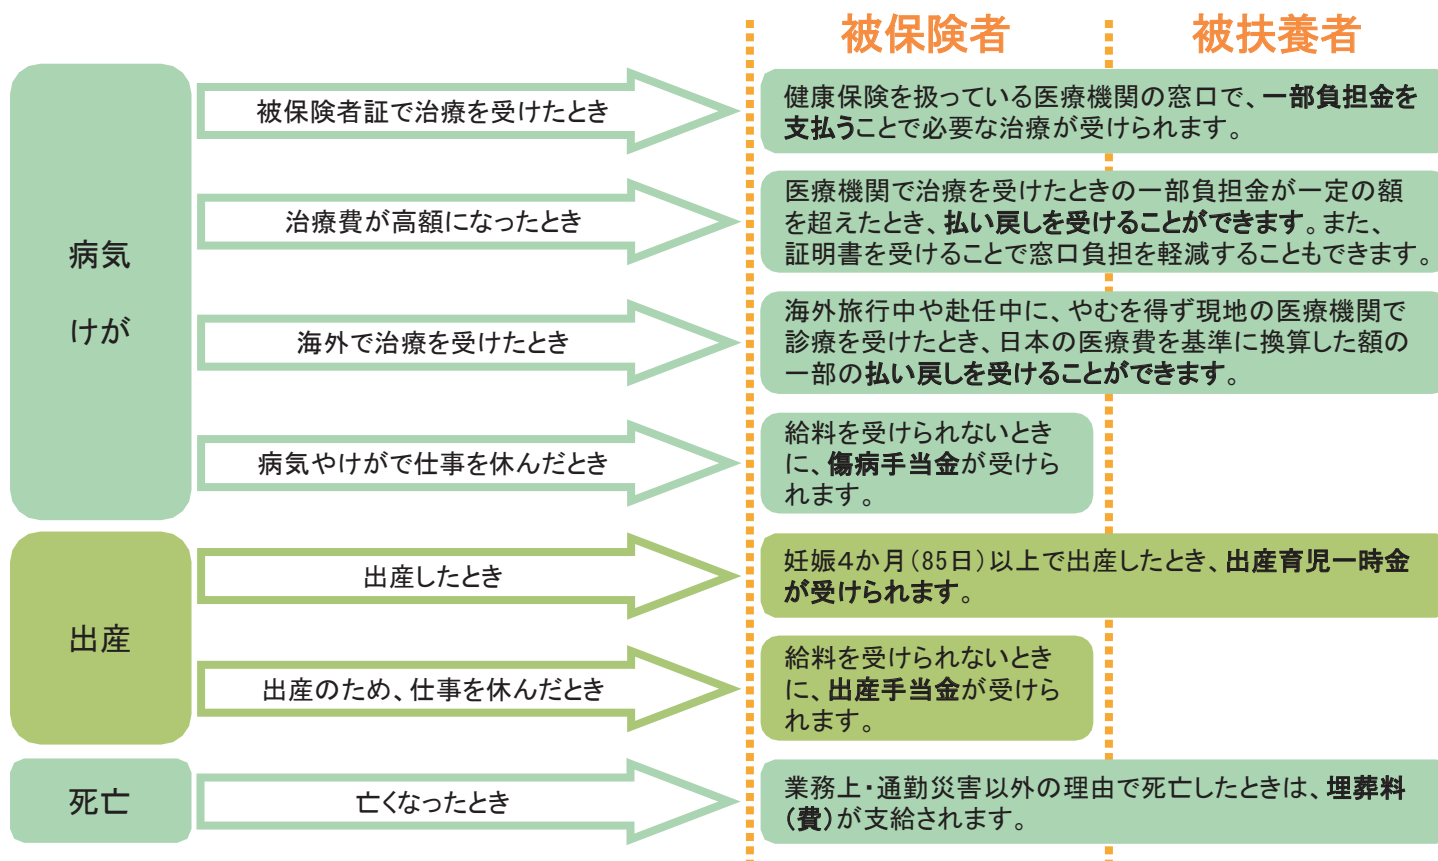 被保険者
被扶養者
病気
けが
被保険者証で治療を受けたとき
健康保険を扱っている医療機関の窓口で、一部負担金を
支払うことで必要な治療が受けられます。
治療費が高額になったとき
医療機関で治療を受けたときの一部負担金が一定の額
を超えたとき、払い戻しを受けることができます。また、
証明書を受けることで窓口負担を軽減することもできます。
海外で治療を受けたとき
海外旅行中や赴任中に、やむを得ず現地の医療機関で
診療を受けたとき、日本の医療費を基準に換算した額の
一部の払い戻しを受けることができます。
病気やけがで仕事を休んだとき
給料を受けられないとき
に、傷病手当金が受けら
れます。
出産
出産したとき
妊娠4か月(85日)以上で出産したとき、出産育児一時金
が受けられます。
出産のため、仕事を休んだとき
給料を受けられないとき
に、出産手当金が受けら
れます。
死亡
亡くなったとき
業務上・通勤災害以外の理由で死亡したときは、埋葬料
(費)が支給されます。